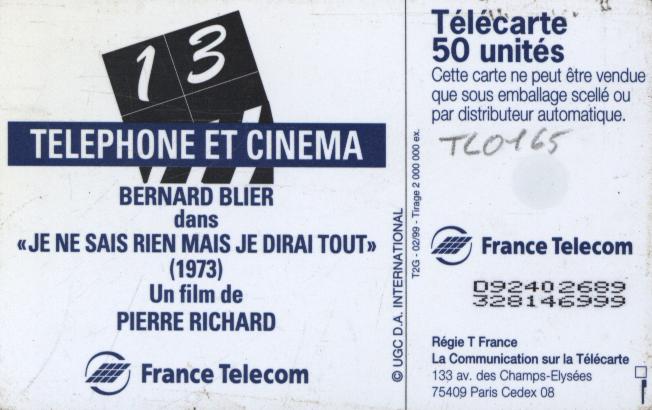 13
TELEPHONE ET CINEMA
BERNARD BLIER
dans
«JE NE SAIS RIEN MAIS JE DIRAI TOUT»
(1973)
Un film de
PIERRE RICHARD
France Telecom
© UGC D.A. INTERNATIONAL
T2G - 02/99 - Tirage 2 000 000 ex.
Télécarte
50 unités
Cette carte ne peut être vendue
que sous emballage scellé ou
par distributeur automatique.
TLO165
France Telecom
D92402689
328146999
Régie T France
La Communication sur la Télécarte
133 av. des Champs-Elysées
75409 Paris Cedex 08